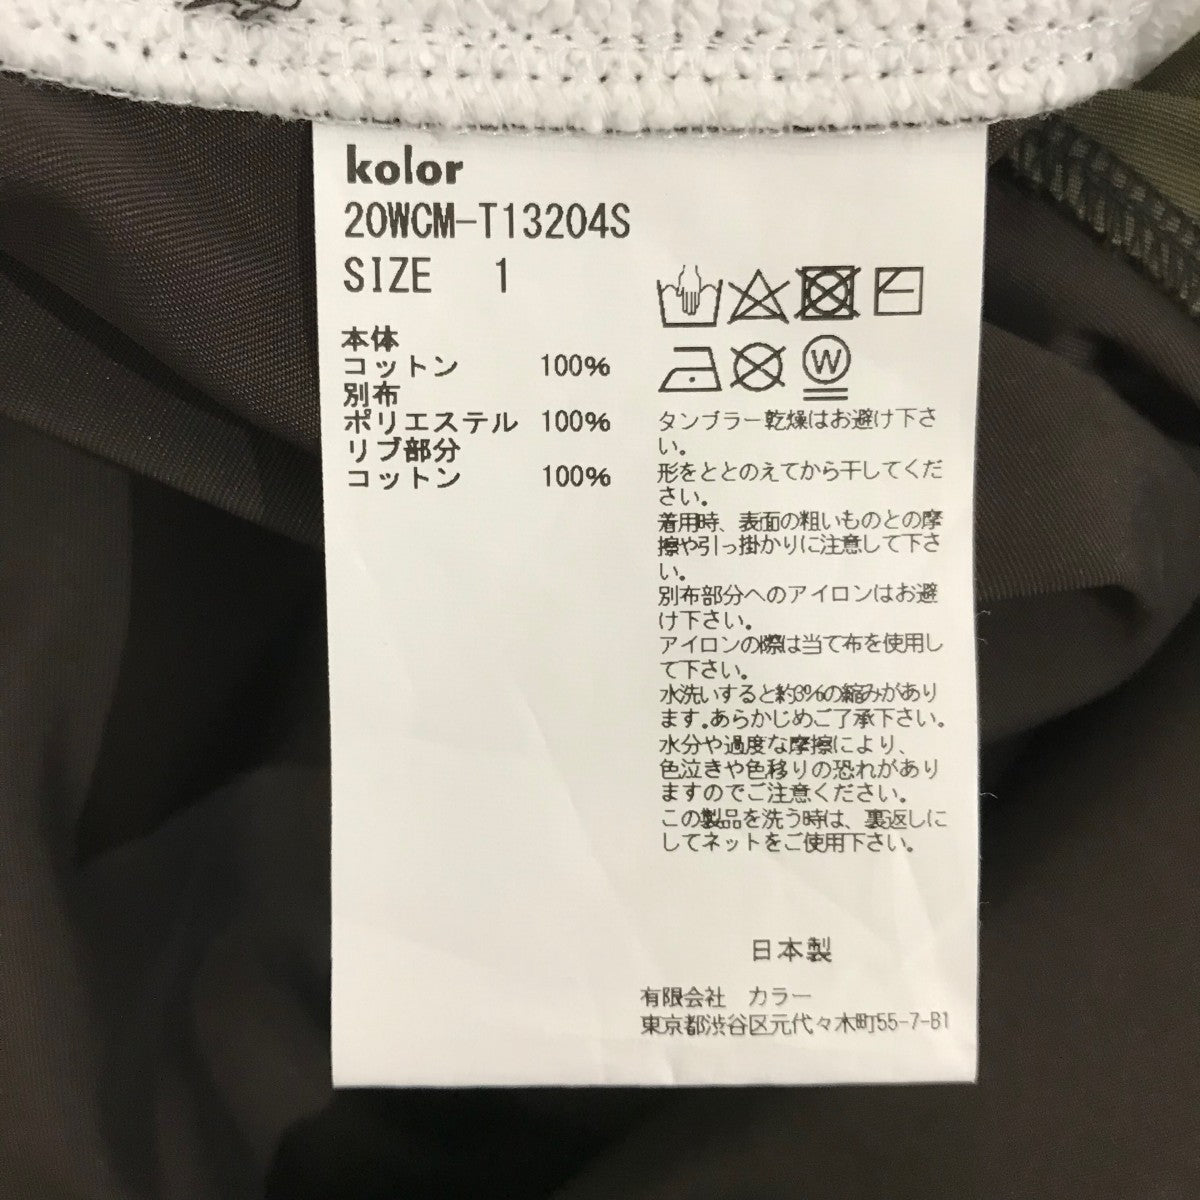 kolor
20WCM-T13204S
SIZE 1
本体
コットン 100%
別布
ポリエステル 100%
リブ部分
コットン 100%
W
タンブラー乾燥はお避け下さ
い。
形をととのえてから干してくだ
さい。
着用時、表面の粗いものとの摩
擦や引っ掛かりに注意して下さ
い。
別布部分へのアイロンはお避
け下さい。
アイロンの際は当て布を使用し
て下さい。
水洗いすると約3%の縮みがあり
ます。あらかじめご了承下さい。
水分や過度な摩擦により、
色泣きや色移りの恐れがあり
ますのでご注意ください。
この製品を洗う時は、裏返しに
してネットをご使用下さい。
日本製
有限会社 カラー
東京都渋谷区元代々木町55-7-B1